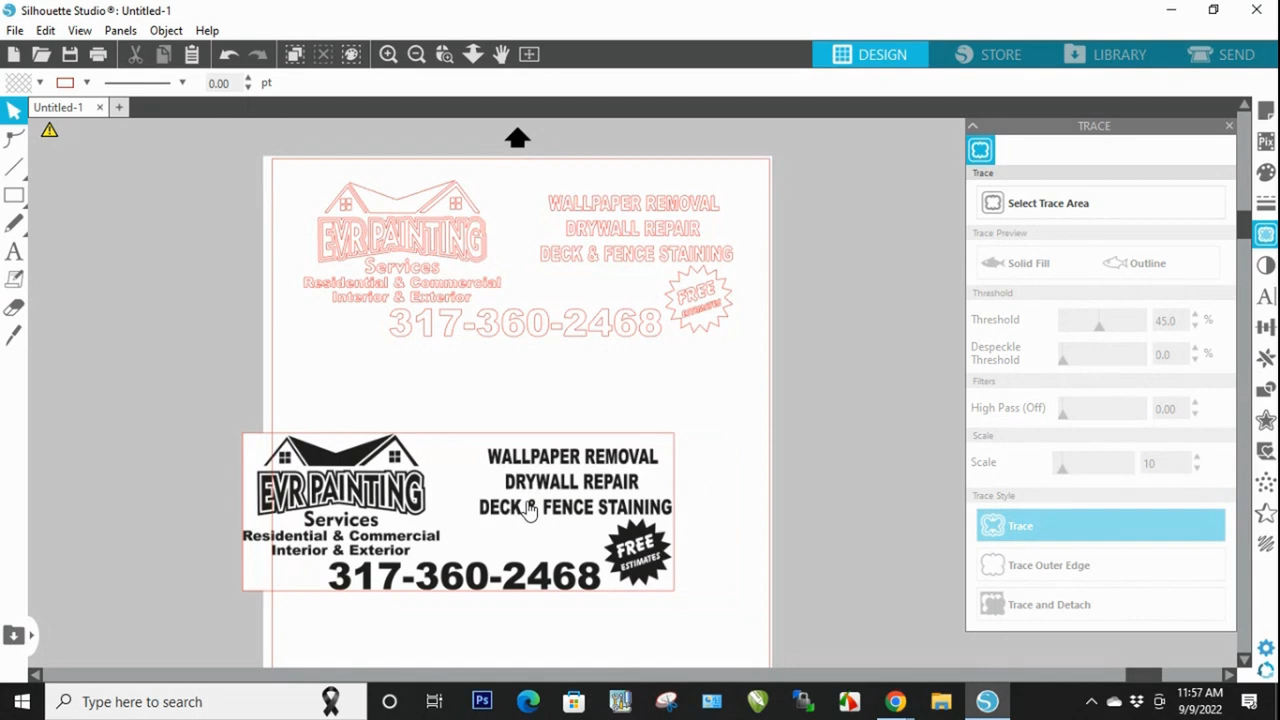 Silhouette Studio®: Untitled-1
File Edit View Panels Object Help
DESIGN STORE LIBRARY SEND
0.00 pt
Untitled-1
TRACE
Trace
Select Trace Area
Trace Preview
Solid Fill Outline
Threshold
Threshold 45.0 %
Despeckle
Threshold 0.0 %
Filters
High Pass (Off) 0.00
Scale
Scale 10
Trace Style
Trace
Trace Outer Edge
Trace and Detach
EVR PAINTING
Services
Residential & Commercial
Interior & Exterior
WALLPAPER REMOVAL
DRYWALL REPAIR
DECK & FENCE STAINING
FREE
ESTIMATES
317-360-2468
EVR PAINTING
Services
Residential & Commercial
Interior & Exterior
WALLPAPER REMOVAL
DRYWALL REPAIR
DECK & FENCE STAINING
FREE
ESTIMATES
317-360-2468
Type here to search
11:57 AM
9/9/2022